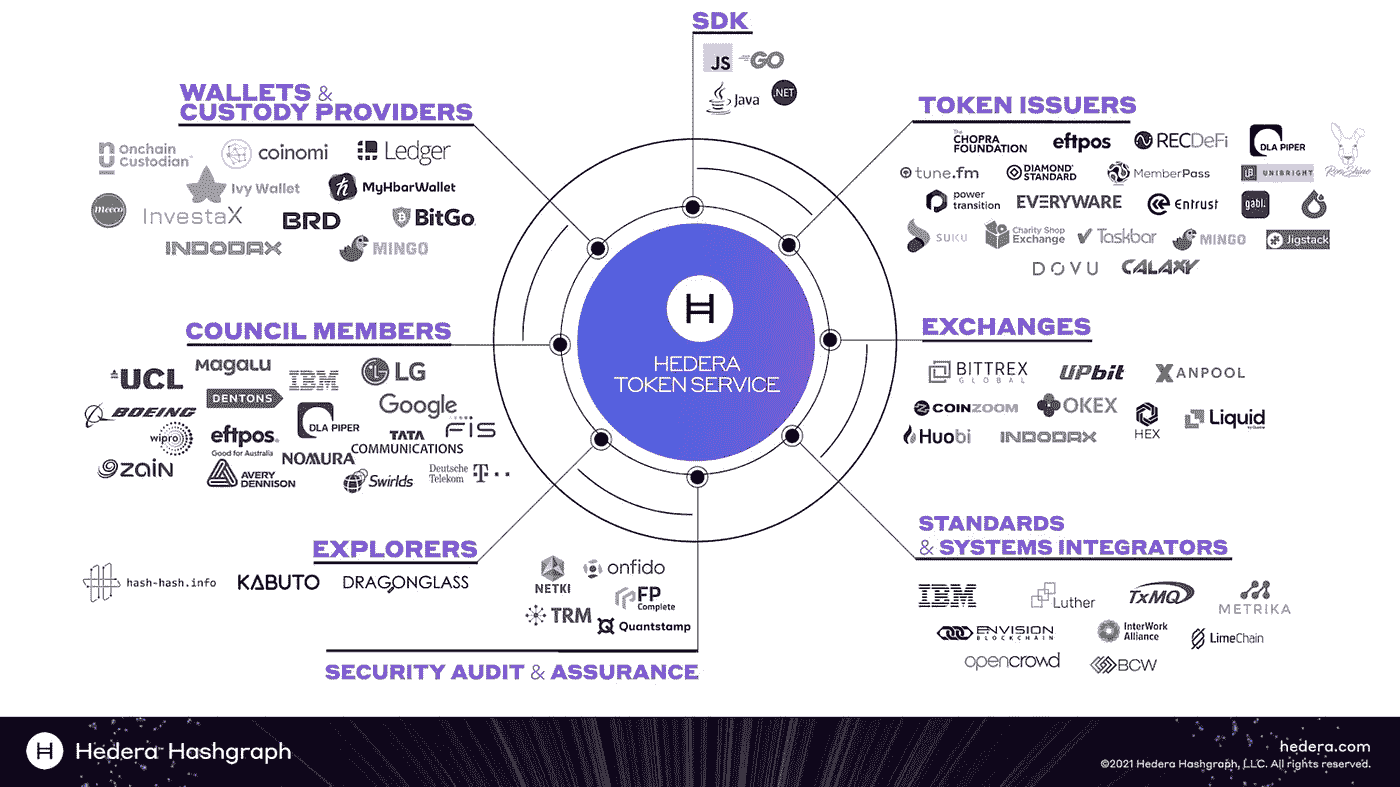 SDK
JS
GO
Java
.NET
WALLETS &
CUSTODY PROVIDERS
Onchain
Custodian
coinomi
Ledger
Ivy Wallet
MyHbarWallet
meeco
InvestaX
BRD
BitGo
INDODAX
MINGO
TOKEN ISSUERS
The
CHOPRA
FOUNDATION
eftpos
RECDeFi
DLA PIPER
tune.fm
DIAMOND
STANDARD
MemberPass
UNIBRIGHT
power
transition
EVERYWARE
Entrust
gabl.
SUKU
Charity Shop
Exchange
Taskbar
MINGO
Jigstack
DOVU
CALAXY
HEDERA
TOKEN SERVICE
COUNCIL MEMBERS
UCL
MAGALU
IBM
LG
DENTONS
Google
BOEING
DLA PIPER
wipro
eftpos
Good for Australia
TATA
COMMUNICATIONS
FIS
zain
NOMURA
AVERY
DENNISON
Swirlds
Deutsche
Telekom
T
EXCHANGES
BITTREX
GLOBAL
UPbit
XANPOOL
COINZOOM
OKEX
HEX
Liquid
Huobi
INDODAX
EXPLORERS
hash-hash.info
KABUTO
DRAGONGLASS
NETKI
onfido
FP
Complete
TRM
Quantstamp
SECURITY AUDIT & ASSURANCE
STANDARDS
& SYSTEMS INTEGRATORS
IBM
Luther
TxMQ
METRIKA
ENVISION
BLOCKCHAIN
InterWork
Alliance
LimeChain
opencrowd
BCW
Hedera Hashgraph
hedera.com
©2021 Hedera Hashgraph, LLC. All rights reserved.